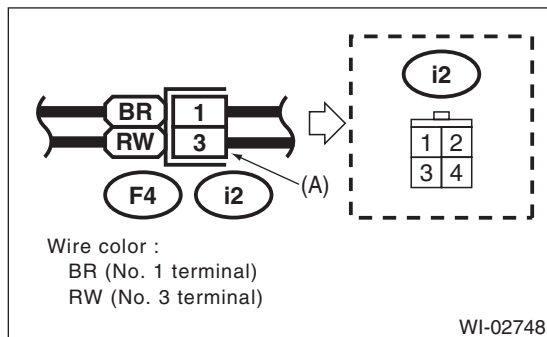 i2
BR 1
RW 3
1 2
3 4
F4 i2 (A)
Wire color :
BR (No. 1 terminal)
RW (No. 3 terminal)
WI-02748